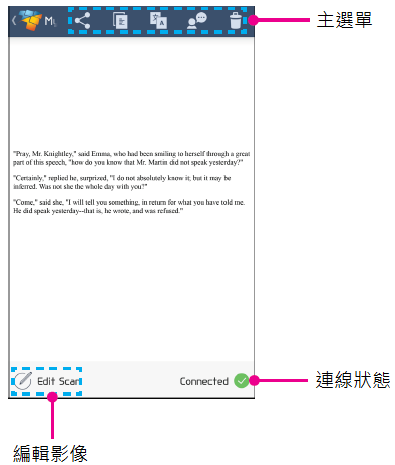 My
主選單
"Pray, Mr. Knightley," said Emma, who had been smiling to herself through a great
part of this speech, "how do you know that Mr. Martin did not speak yesterday?"
"Certainly," replied he, surprized, "I do not absolutely know it; but it may be
inferred. Was not she the whole day with you?"
"Come," said she, "I will tell you something, in return for what you have told me.
He did speak yesterday--that is, he wrote, and was refused."
Edit Scan
Connected
連線狀態
編輯影像